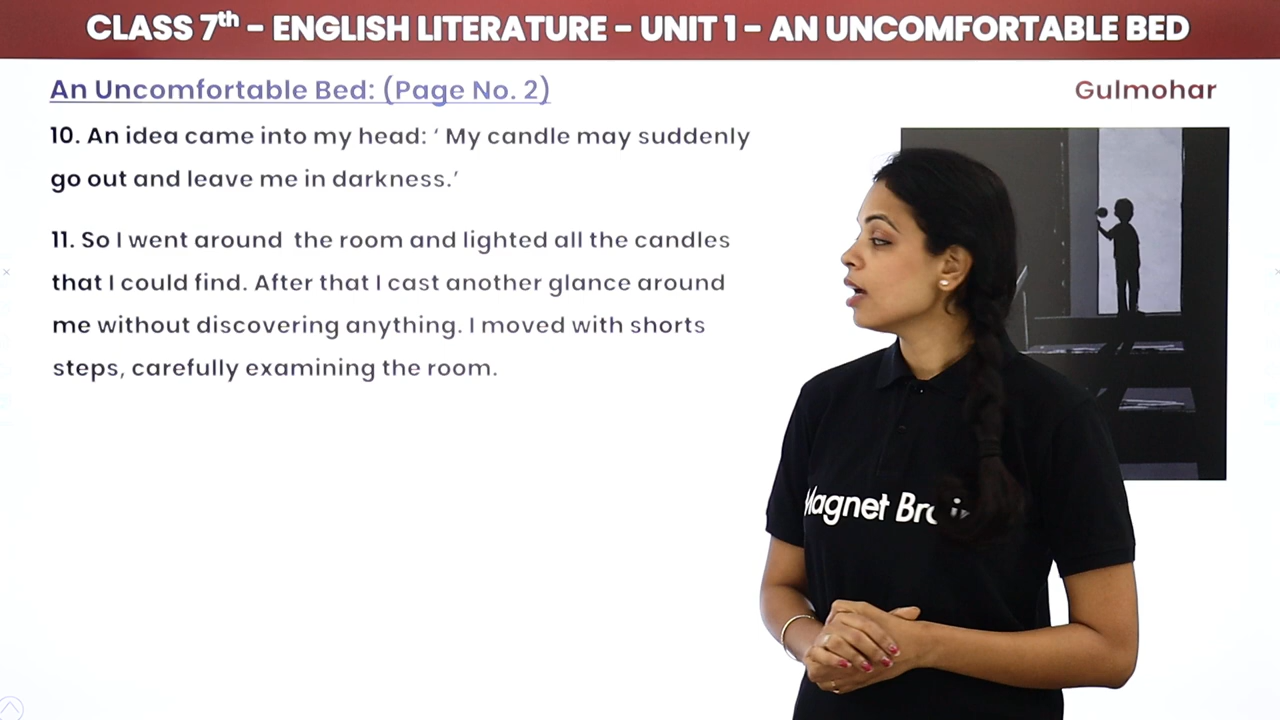 CLASS 7th - ENGLISH LITERATURE - UNIT 1 - AN UNCOMFORTABLE BED
An Uncomfortable Bed: (Page No. 2)
Gulmohar
10. An idea came into my head: ‘ My candle may suddenly
go out and leave me in darkness.’
11. So I went around  the room and lighted all the candles
that I could find. After that I cast another glance around
me without discovering anything. I moved with shorts
steps, carefully examining the room.
Magnet